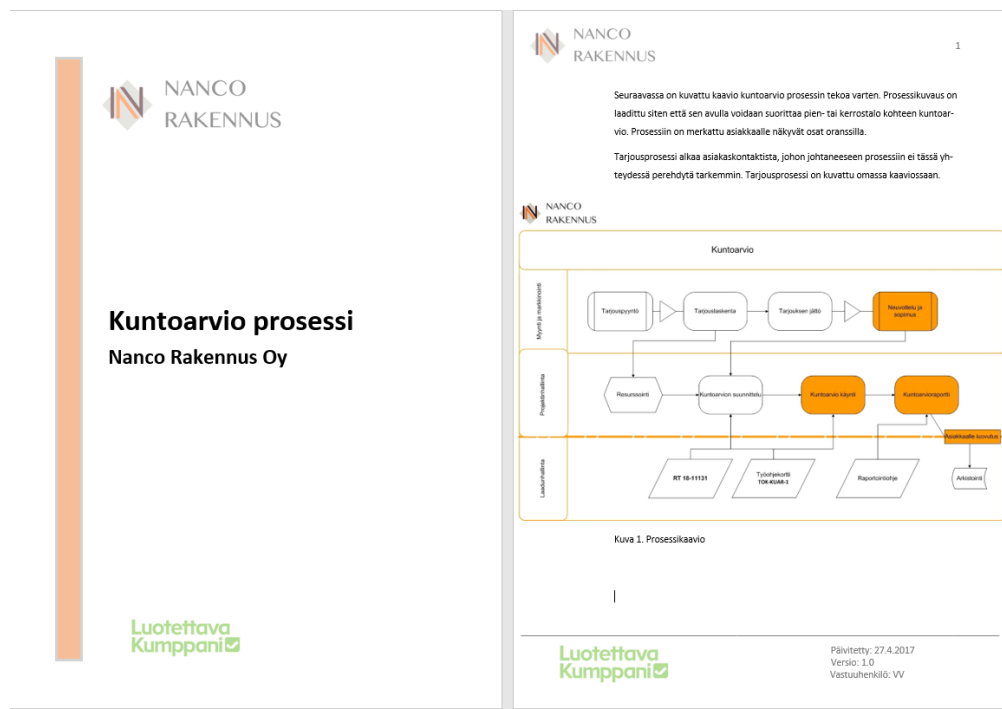 NANCO
RAKENNUS
Kuntoarvio prosessi
Nanco Rakennus Oy
Luotettava
Kumppani
NANCO
RAKENNUS
1
Seuraavassa on kuvattu kaavio kuntoarvio prosessin tekoa varten. Prosessikuvaus on
laadittu siten että sen avulla voidaan suorittaa pien- tai kerrostalo kohteen kuntoar-
vio. Prosessiin on merkattu asiakkaalle näkyvät osat oranssilla.
Tarjousprosessi alkaa asiakaskontaktista, johon johtaneeseen prosessiin ei tässä yh-
teydessä perehdytä tarkemmin. Tarjousprosessi on kuvattu omassa kaaviossaan.
NANCO
RAKENNUS
Kuntoarvio
Myynti ja markkinointi
Tarjouspyyntö
Tarjouslaskenta
Tarjouksen jättö
Neuvottelu ja
sopimus
Projektinhallinta
Resurssointi
Kuntoarvion suunnittelu
Kuntoarvio käynti
Kuntoarvioraportti
Asiakkaalle luovutus
Laadunhallinta
RT 18-11131
Työohjekortti
TOK-KUAR-1
Raportointiohje
Arkistointi
Kuva 1. Prosessikaavio
Luotettava
Kumppani
Päivitetty: 27.4.2017
Versio: 1.0
Vastuuhenkilö: VV